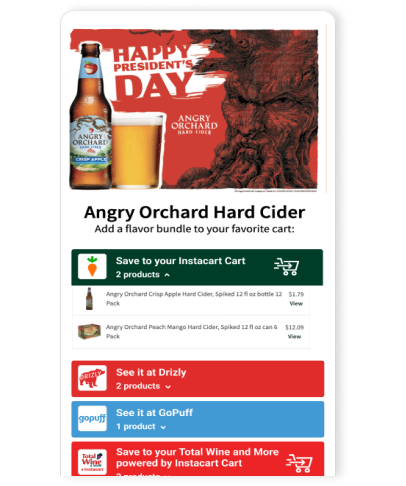 HAPPY
PRESIDENT'S
DAY
ANGRY
ORCHARD
HARD CIDER
ANGRY
ORCHARD
CRISP APPLE
Angry Orchard Hard Cider
Add a flavor bundle to your favorite cart:
Save to your Instacart Cart
2 products
Angry Orchard Crisp Apple Hard Cider, Spiked 12 fl oz bottle 12 $1.79
Pack View
Angry Orchard Peach Mango Hard Cider, Spiked 12 fl oz can 6 $12.09
Pack View
DRIZLY
See it at Drizly
2 products
gopuff
See it at GoPuff
1 product
Total
Wine
Save to your Total Wine and More
powered by Instacart Cart